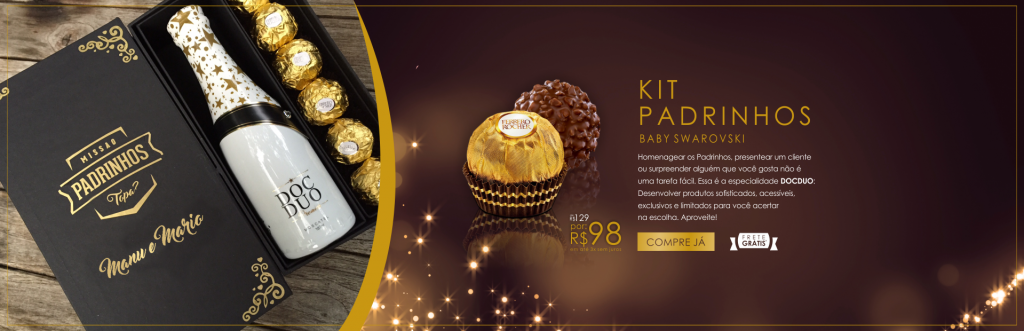 MISSÃO
PADRINHOS
Topa?
Manu e Mario
DOC
DUO
FERRERO
ROCHER
R$129
por:
R$98
KIT
PADRINHOS
BABY SWAROVSKI
Homenagear os Padrinhos, presentear um cliente
ou surpreender alguém que você gosta não é
uma tarefa fácil. Essa é a especialidade DOCDUO:
Desenvolver produtos sofisticados, acessíveis,
exclusivos e limitados para você acertar
na escolha. Aproveite!
COMPRE JÁ
FRETE
GRÁTIS